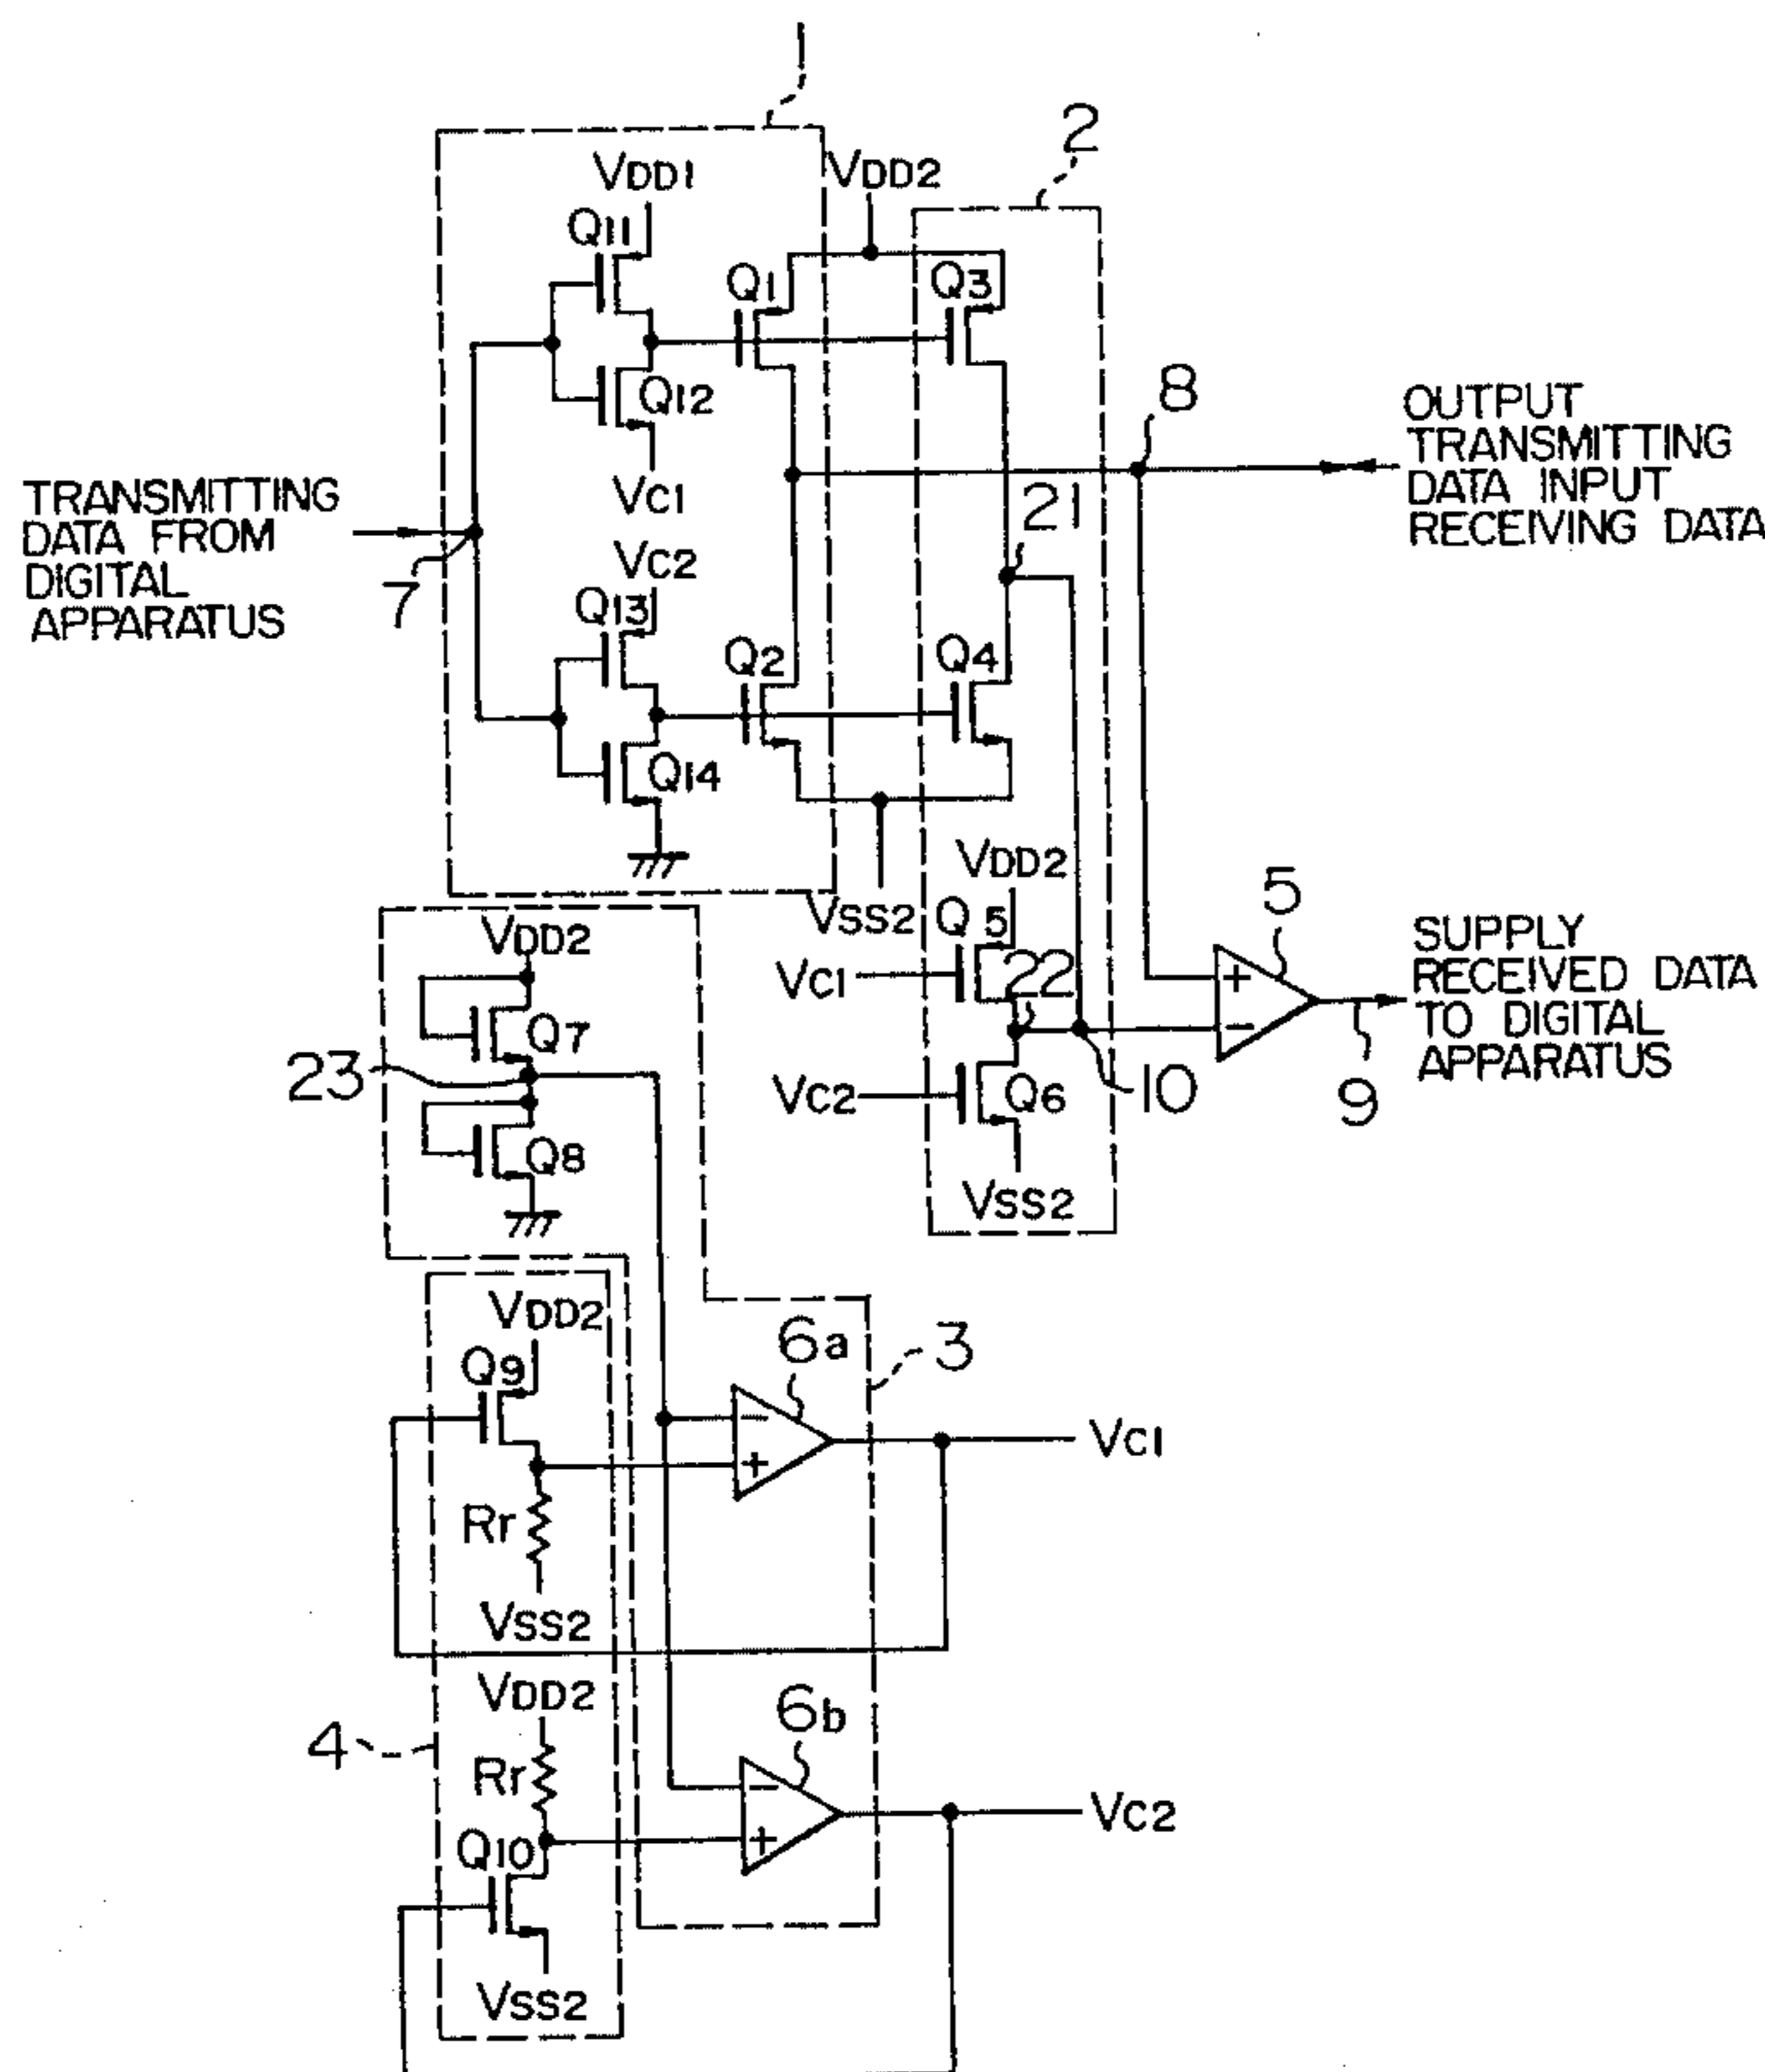 1
2
VDD1
VDD2
Q11
Q1
Q3
Q12
8
OUTPUT
TRANSMITTING
DATA INPUT
RECEIVING DATA
VC1
TRANSMITTING
DATA FROM
DIGITAL
APPARATUS
7
21
VC2
Q13
Q2
Q4
Q14
VDD2
VSS2
Q5
5
SUPPLY
RECEIVED DATA
TO DIGITAL
APPARATUS
VDD2
VC1
22
+
−
Q7
23
VC2
Q6
10
9
Q8
VSS2
VDD2
6a
3
Q9
−
+
VC1
Rr
VSS2
VDD2
6b
4
Rr
−
+
VC2
Q10
VSS2